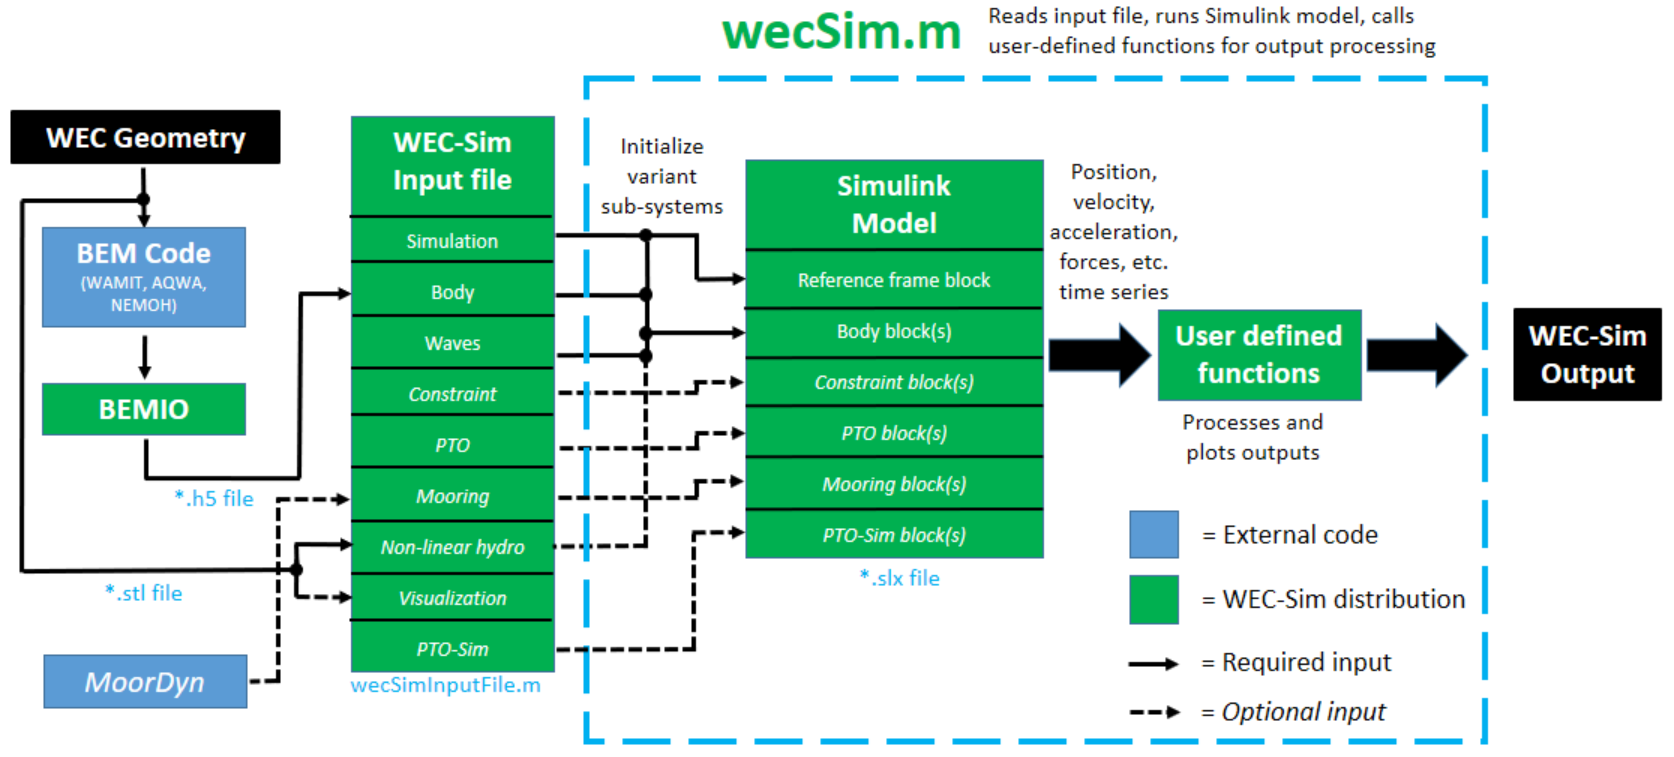 wecSim.m
Reads input file, runs Simulink model, calls
user-defined functions for output processing
WEC Geometry
BEM Code
(WAMIT, AQWA,
NEMOH)
BEMIO
*.h5 file
*.stl file
MoorDyn
WEC-Sim
Input file
Simulation
Body
Waves
Constraint
PTO
Mooring
Non-linear hydro
Visualization
PTO-Sim
wecSimInputFile.m
Initialize
variant
sub-systems
Simulink
Model
Reference frame block
Body block(s)
Constraint block(s)
PTO block(s)
Mooring block(s)
PTO-Sim block(s)
*.slx file
Position,
velocity,
acceleration,
forces, etc.
time series
User defined
functions
Processes and
plots outputs
WEC-Sim
Output
= External code
= WEC-Sim distribution
= Required input
= Optional input